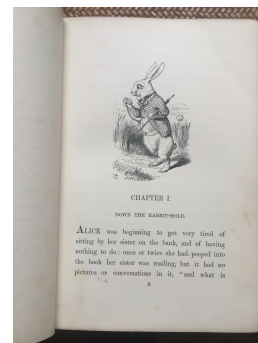 CHAPTER I.
DOWN THE RABBIT-HOLE.
ALICE was beginning to get very tired of
sitting by her sister on the bank, and of having
nothing to do: once or twice she had peeped into
the book her sister was reading, but it had no
pictures or conversations in it, “and what is
B